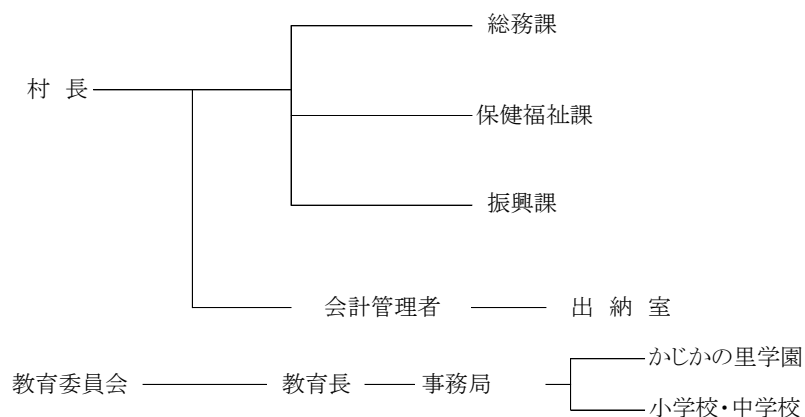 総務課
村 長
保健福祉課
振興課
会計管理者 出 納 室
かじかの里学園
教育委員会 教育長 事務局
小学校・中学校